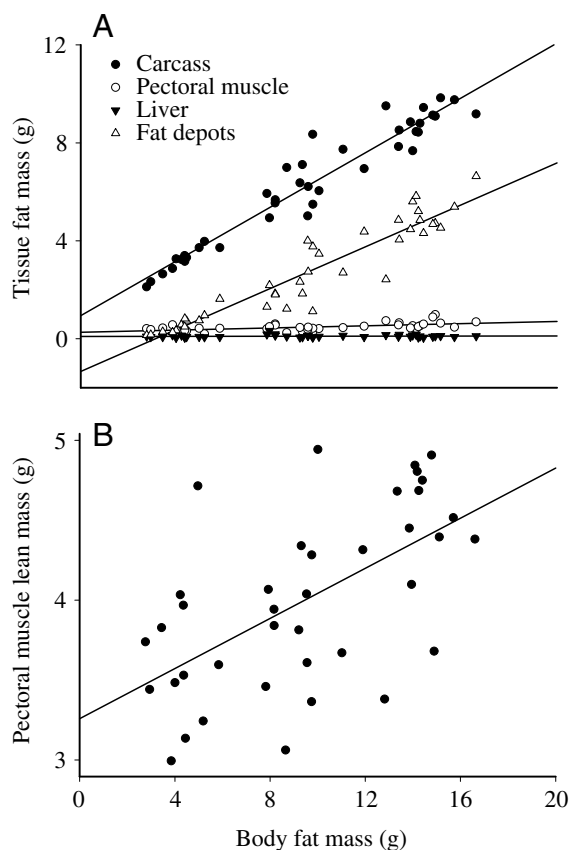 A
12
Carcass
Pectoral muscle
Liver
Fat depots
8
4
0
Tissue fat mass (g)
B
5
4
3
Pectoral muscle lean mass (g)
0 4 8 12 16 20
Body fat mass (g)